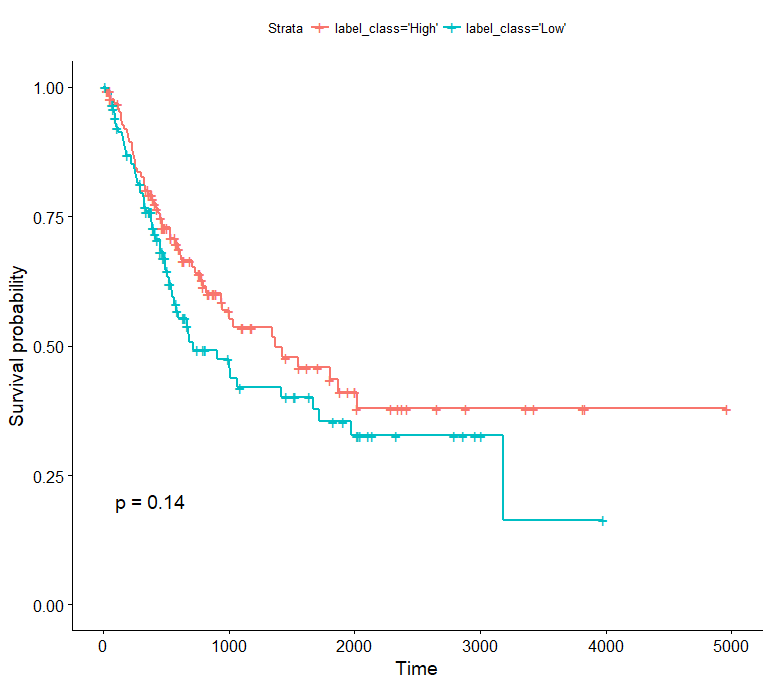 Strata label_class='High' label_class='Low'
1.00
0.75
0.50
0.25
0.00
Survival probability
p = 0.14
0 1000 2000 3000 4000 5000
Time